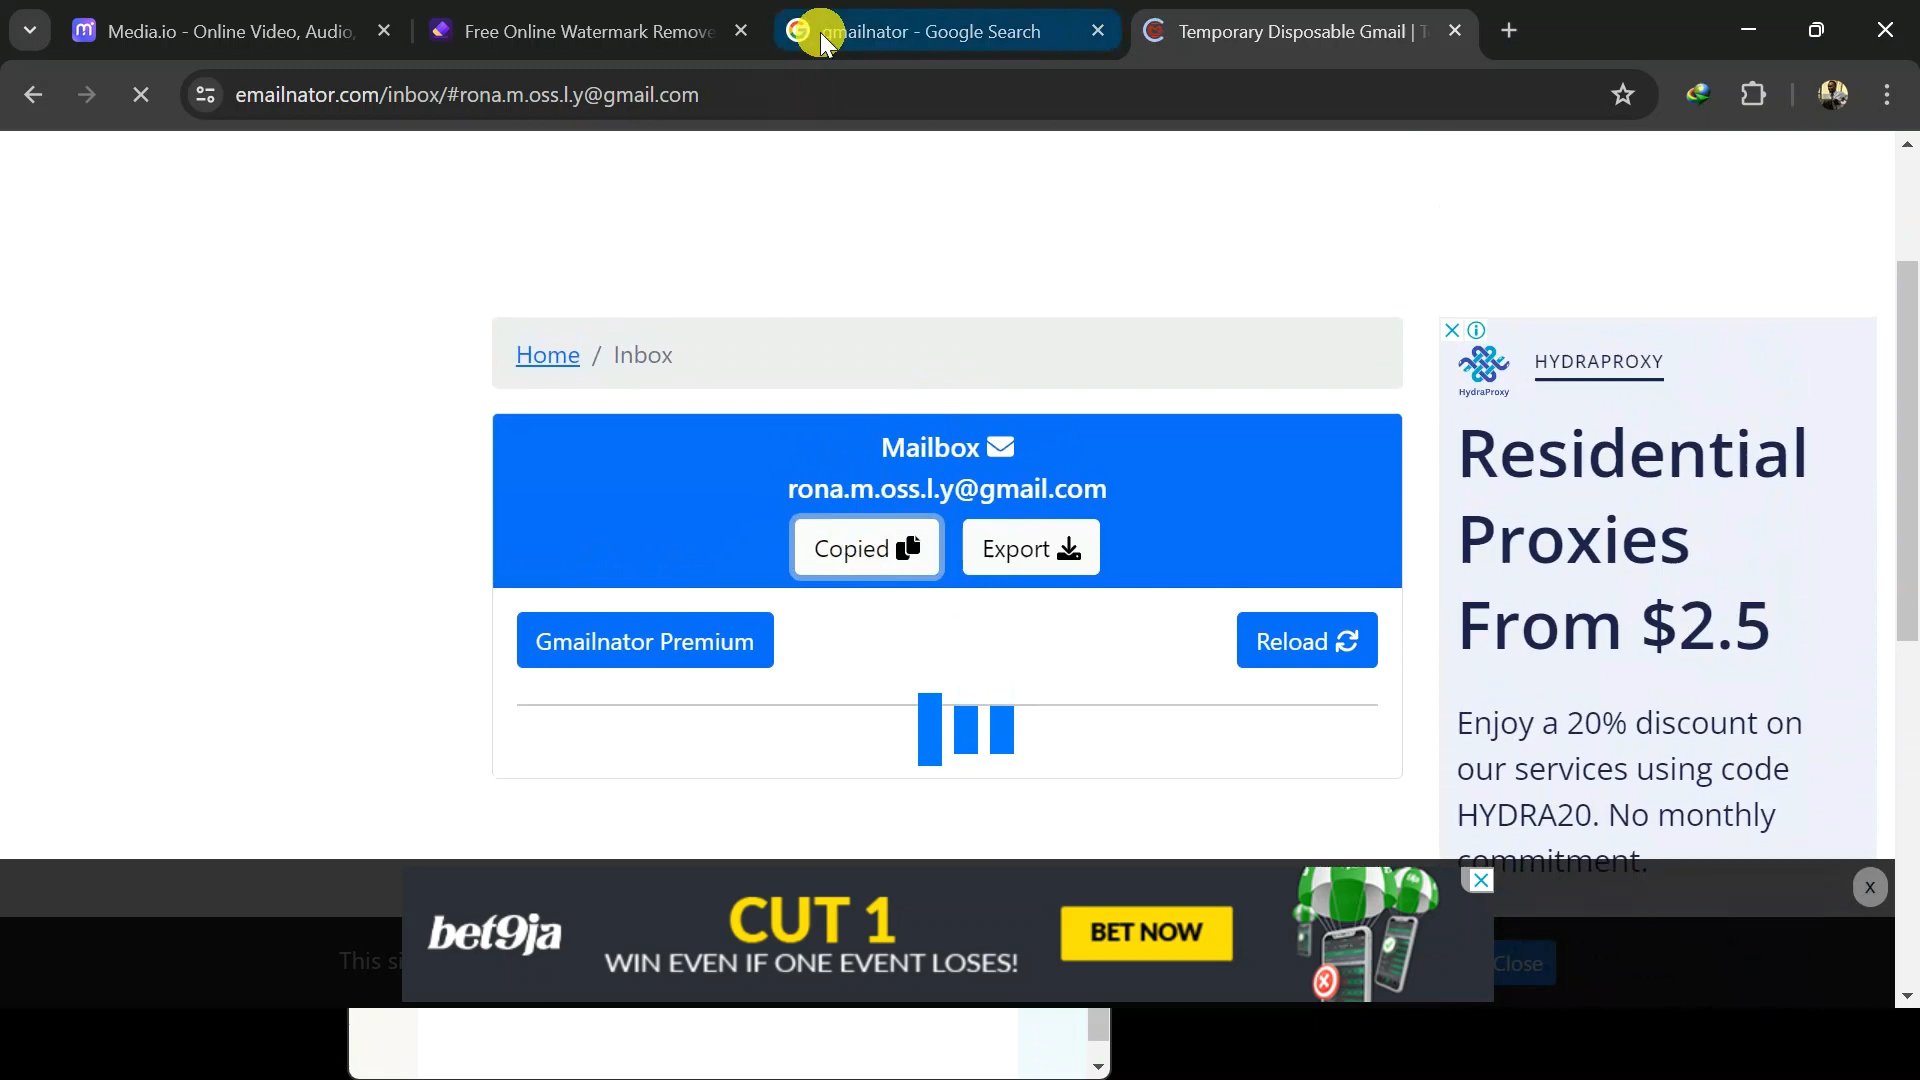 Media.io - Online Video, Audio,
Free Online Watermark Remove
gmailnator - Google Search
Temporary Disposable Gmail |
emailnator.com/inbox/#rona.m.oss.l.y@gmail.com
Home / Inbox
Mailbox
rona.m.oss.l.y@gmail.com
Copied
Export
Gmailnator Premium
Reload
HydraProxy
HYDRAPROXY
Residential
Proxies
From $2.5
Enjoy a 20% discount on
our services using code
HYDRA20. No monthly
commitment.
bet9ja
CUT 1
WIN EVEN IF ONE EVENT LOSES!
BET NOW
x
This
Close